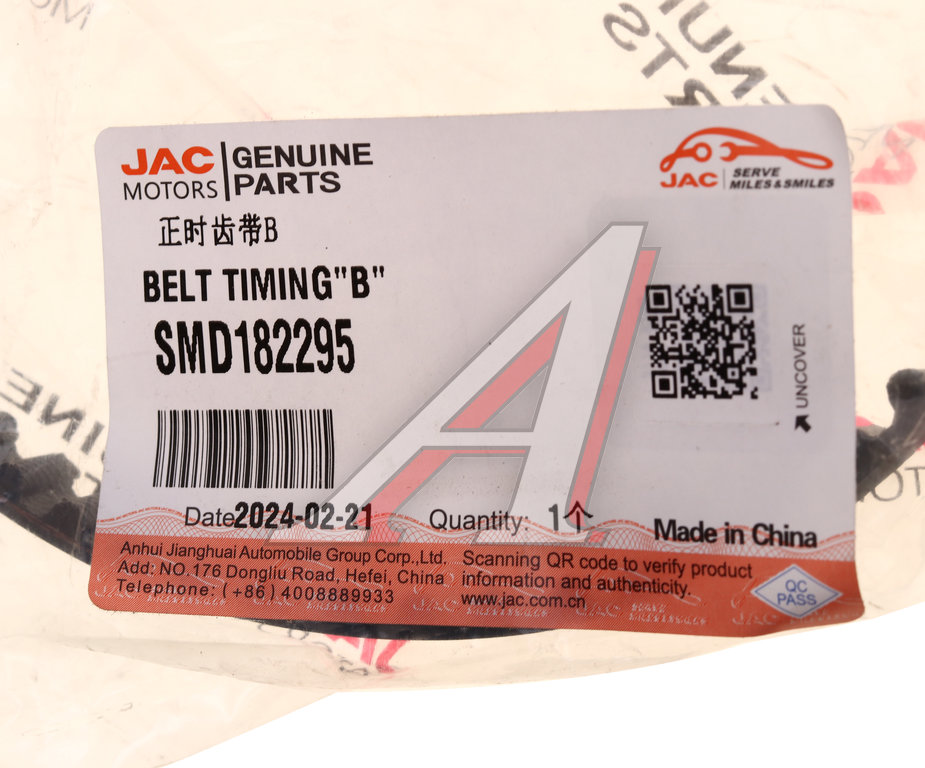 JAC MOTORS
GENUINE PARTS
JAC
SERVE
MILES&SMILES
正时齿带B
BELT TIMING"B"
SMD182295
UNCOVER
Date2024-02-21
Quantity: 1个
Made in China
Anhui Jianghuai Automobile Group Corp.,Ltd.
Add: NO.176 Dongliu Road, Hefei, China
Telephone: (+86)4008889933
Scanning QR code to verify product
information and authenticity.
www.jac.com.cn
QC
PASS